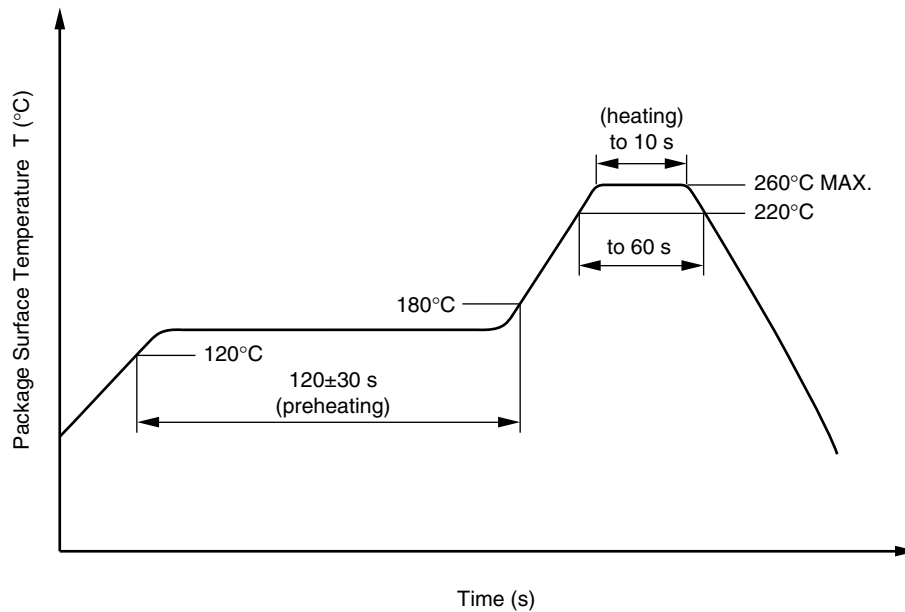 Package Surface Temperature T (°C)
(heating)
to 10 s
260°C MAX.
220°C
to 60 s
180°C
120°C
120±30 s
(preheating)
Time (s)